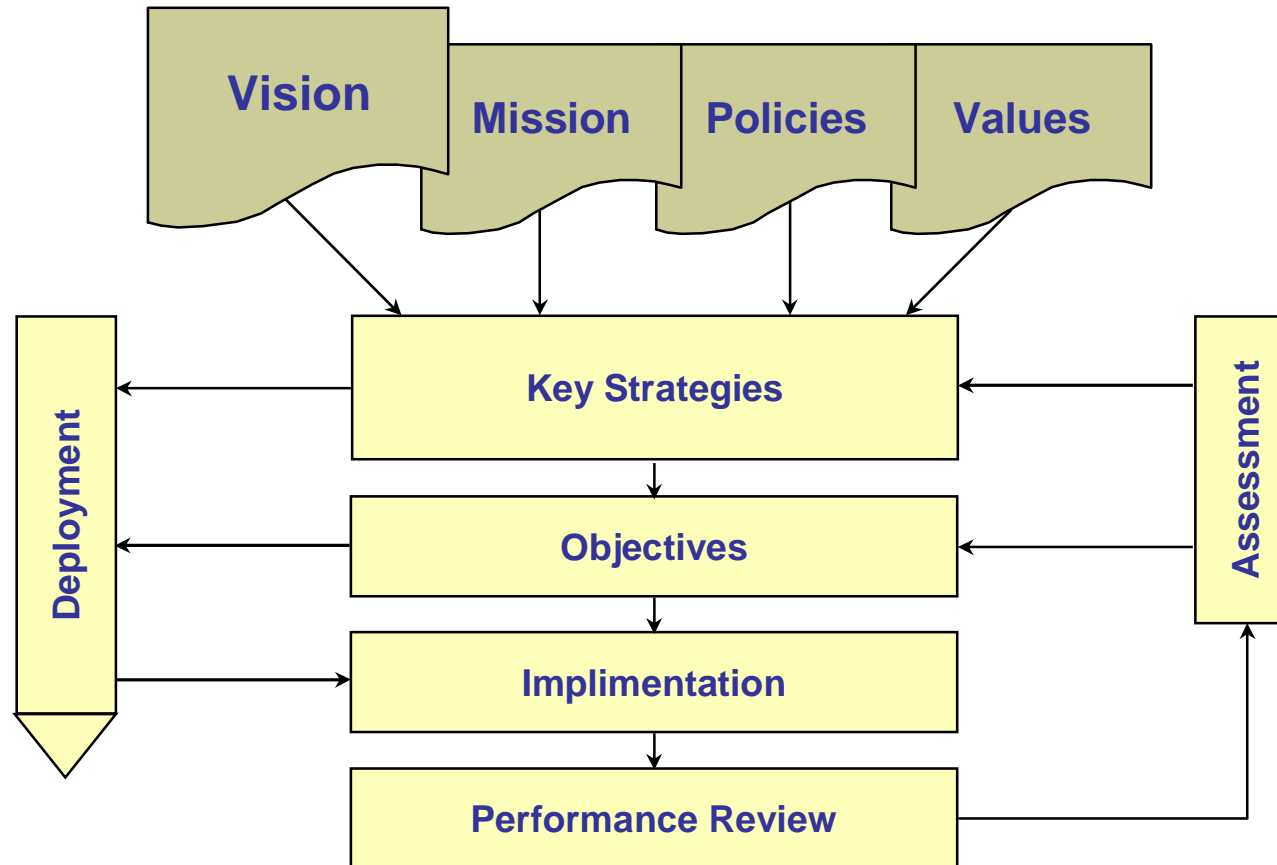 Vision
Mission
Policies
Values
Key Strategies
Deployment
Assessment
Objectives
Implimentation
Performance Review